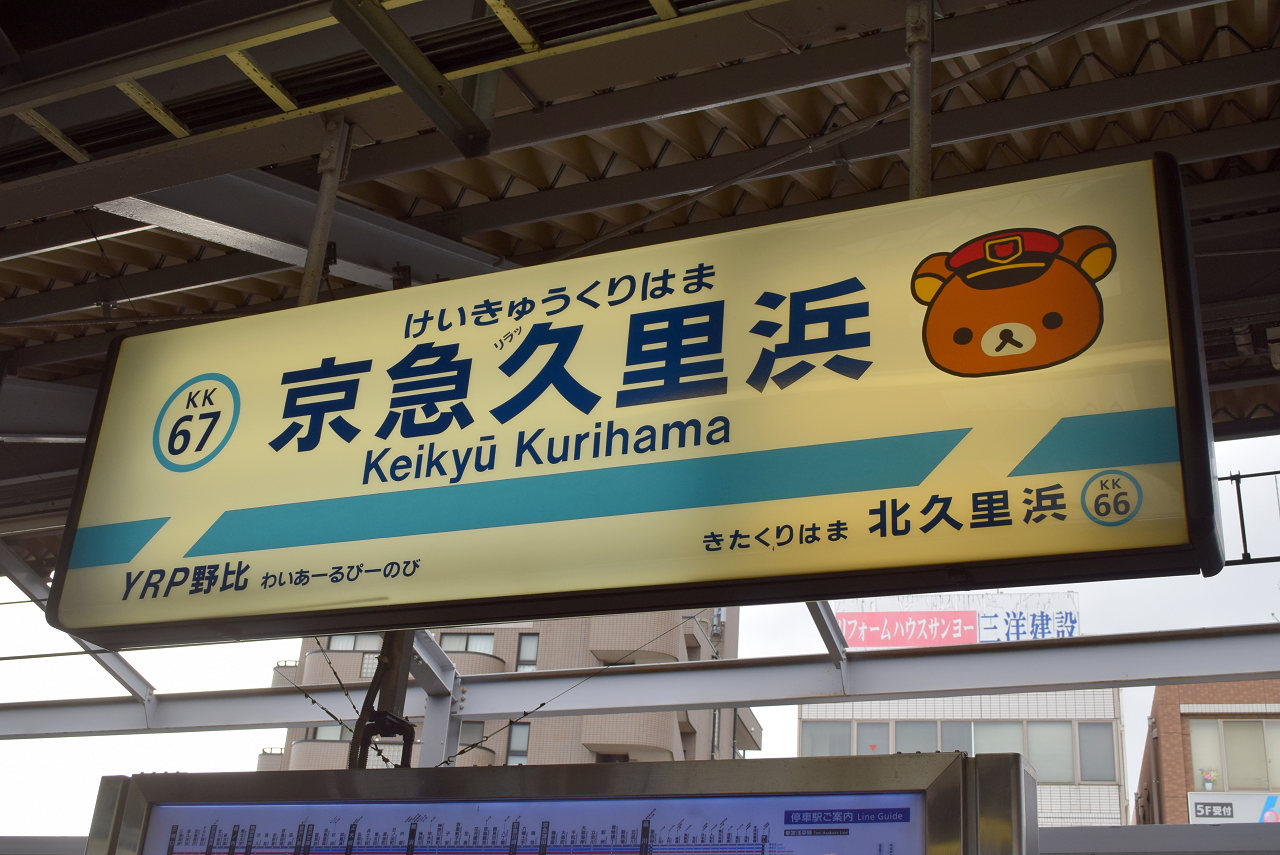 けいきゅうくりはま
リラッ
京急久里浜
KK
67
Keikyū Kurihama
YRP野比 わいあーるぴーのび
きたくりはま 北久里浜
KK
66
リフォームハウスサンヨー 三洋建設
停車駅ご案内 Line Guide
5F受付